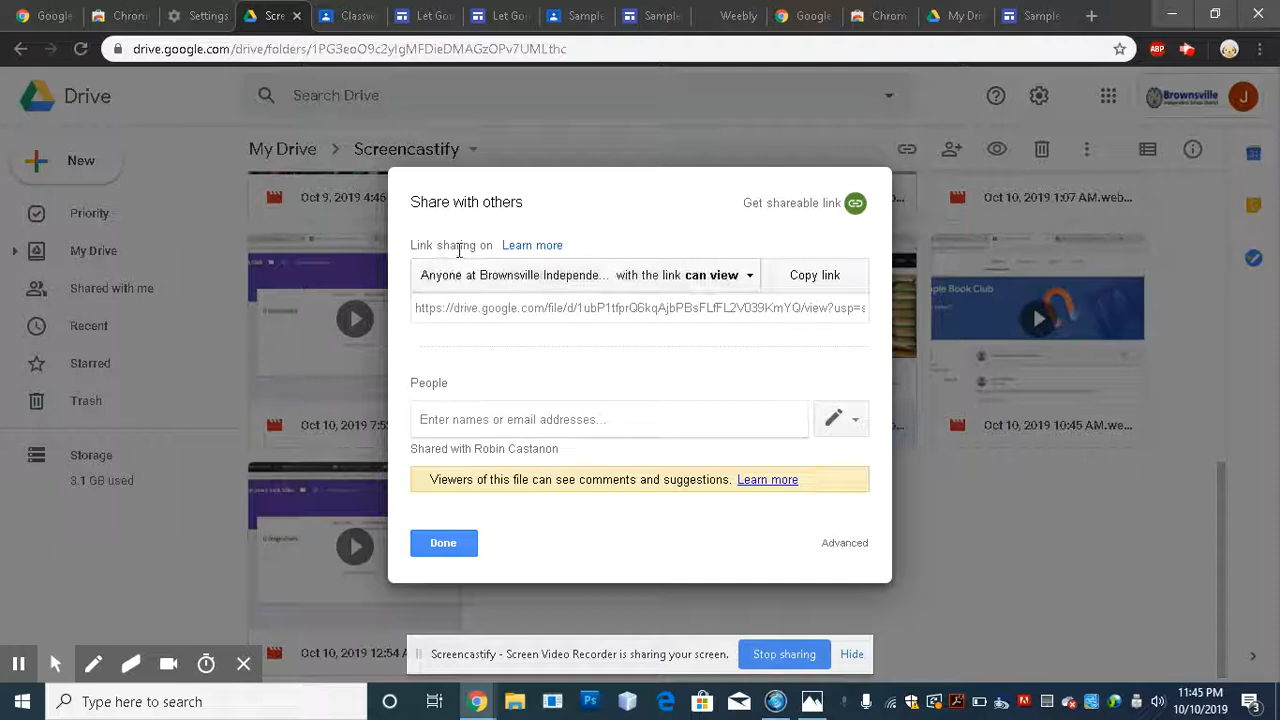 Google
Chrom
Settings
Scre
Classw
Let Go
Let Go
Sample
Sample
Weebly
Google
Chrom
My Dri
Sample
drive.google.com/drive/folders/1PG3eoO9c2yIgMFDieDMAGzOPv7UMLthc
ABP
Drive
Search Drive
Brownsville
J
New
My Drive
Screencastify
Priority
My Drive
Shared with me
Recent
Starred
Trash
Storage
3.1 GB used
Oct 9, 2019 4:45
Oct 10, 2019 1:07 AM.web...
ple Book Club
Oct 10, 2019 7:5
Oct 10, 2019 10:45 AM.we...
Oct 10, 2019 12:54
Share with others
Get shareable link
Link sharing on Learn more
Anyone at Brownsville Independe... with the link can view
Copy link
https://drive.google.com/file/d/1ubP1tfprQ6kqAjbPBsFLfFL2V039KmYQ/view?usp=s
People
Enter names or email addresses...
Shared with Robin Castanon
Viewers of this file can see comments and suggestions. Learn more
Done
Advanced
Screencastify - Screen Video Recorder is sharing your screen.
Stop sharing
Hide
Type here to search
11:45 PM
10/10/2019